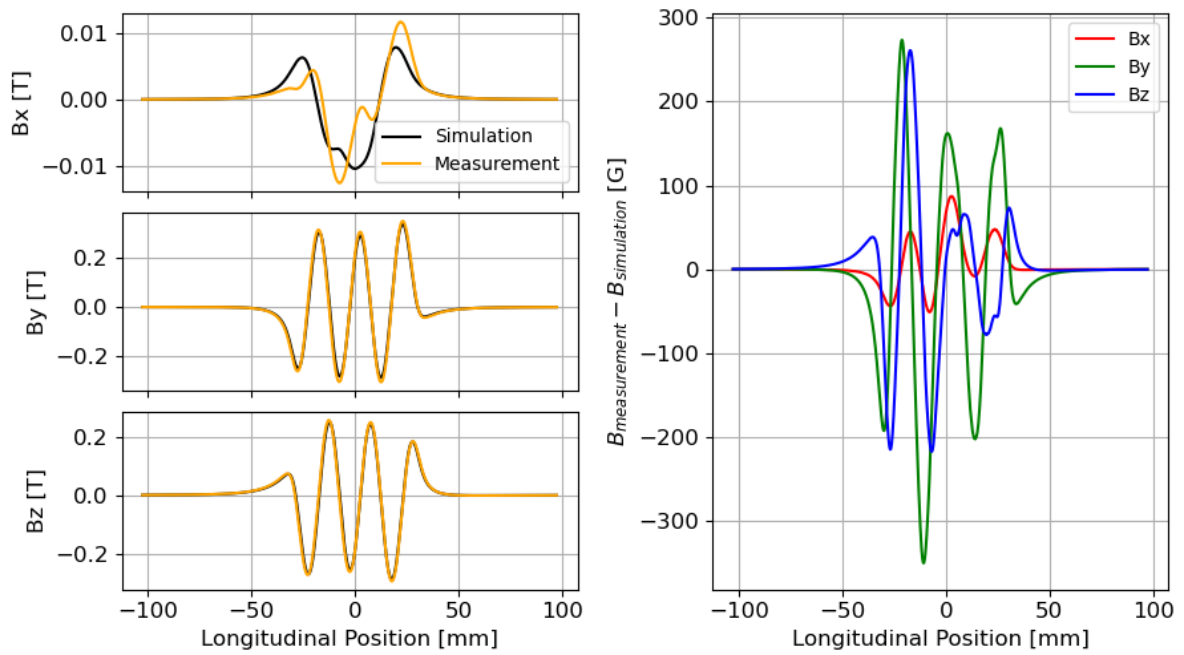 Bx [T]
0.01
0.00
−0.01
Simulation
Measurement
By [T]
0.2
0.0
−0.2
Bz [T]
0.2
0.0
−0.2
−100
−50
0
50
100
Longitudinal Position [mm]
B_measurement − B_simulation [G]
300
200
100
0
−100
−200
−300
Bx
By
Bz
−100
−50
0
50
100
Longitudinal Position [mm]